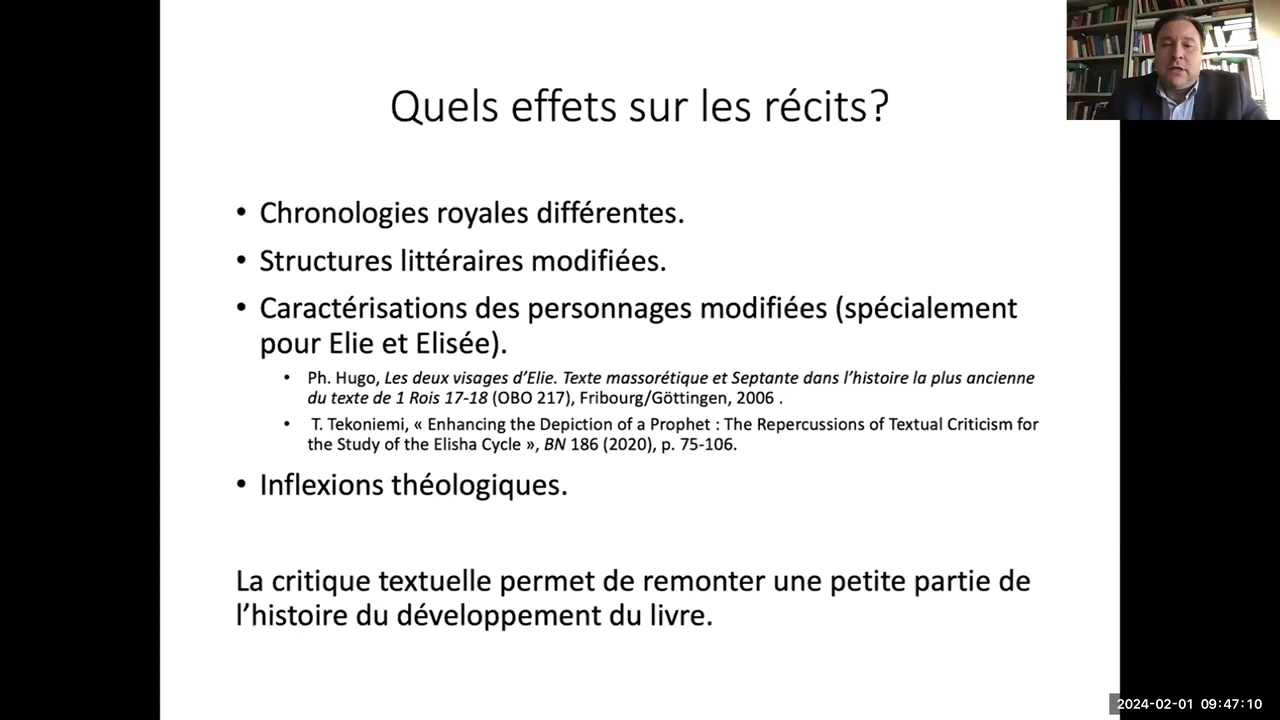 Quels effets sur les récits?
• Chronologies royales différentes.
• Structures littéraires modifiées.
• Caractérisations des personnages modifiées (spécialement
pour Elie et Elisée).
• Ph. Hugo, Les deux visages d’Elie. Texte massorétique et Septante dans l’histoire la plus ancienne
du texte de 1 Rois 17-18 (OBO 217), Fribourg/Göttingen, 2006 .
• T. Tekoniemi, « Enhancing the Depiction of a Prophet : The Repercussions of Textual Criticism for
the Study of the Elisha Cycle », BN 186 (2020), p. 75-106.
• Inflexions théologiques.
La critique textuelle permet de remonter une petite partie de
l’histoire du développement du livre.
2024-02-01 09:47:10